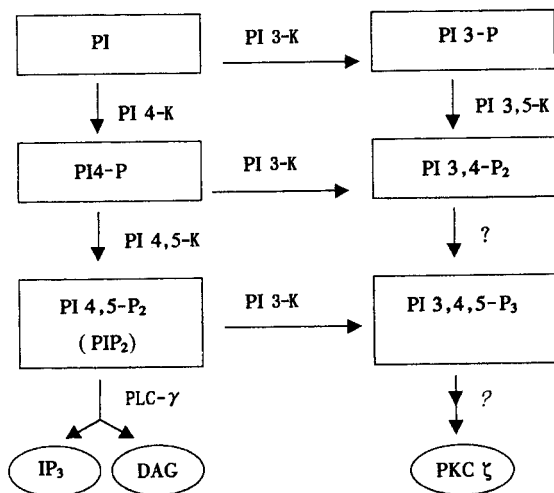 PI
PI 3-K
PI 3-P
PI 4-K
PI 3,5-K
PI4-P
PI 3-K
PI 3,4-P₂
PI 4,5-K
?
PI 4,5-P₂
(PIP₂)
PI 3-K
PI 3,4,5-P₃
PLC-γ
?
IP₃
DAG
PKC ζ